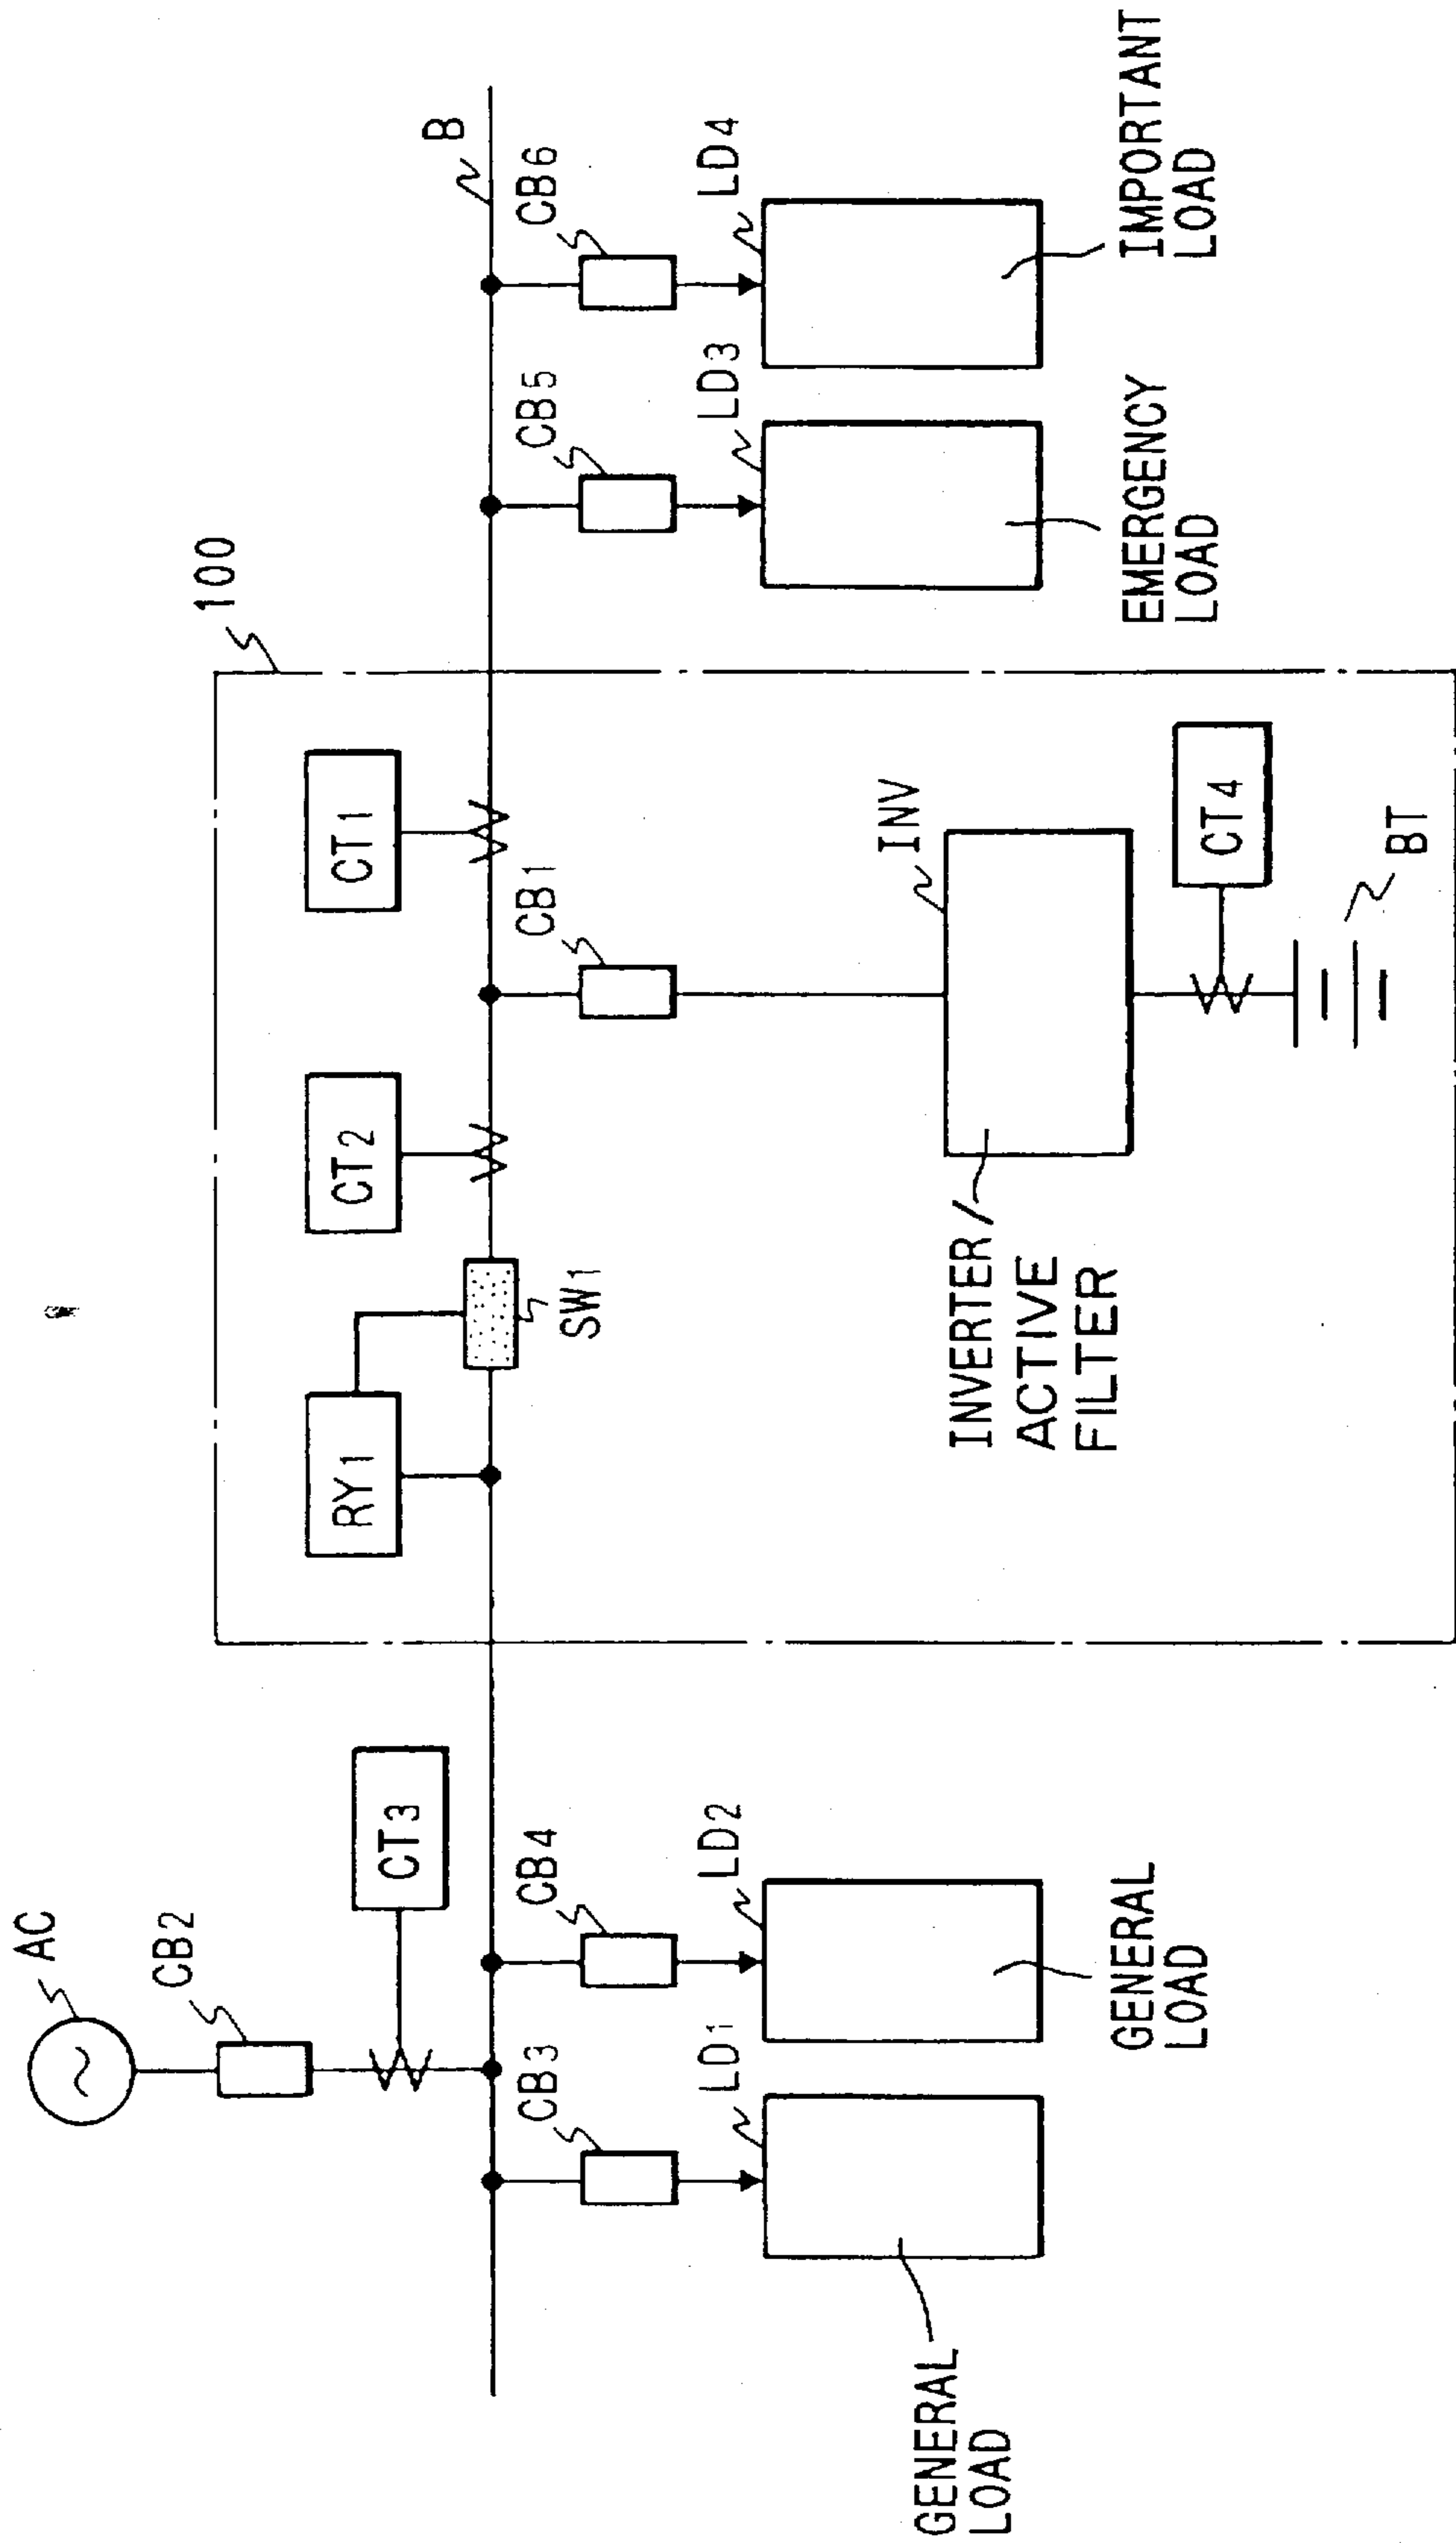 AC
CB2
CT3
CB3
CB4
LD1
LD2
GENERAL
LOAD
GENERAL
LOAD
100
RY1
SW1
CT2
CT1
CB1
INV
INVERTER/
ACTIVE
FILTER
CT4
BT
B
CB5
CB6
LD3
LD4
EMERGENCY
LOAD
IMPORTANT
LOAD